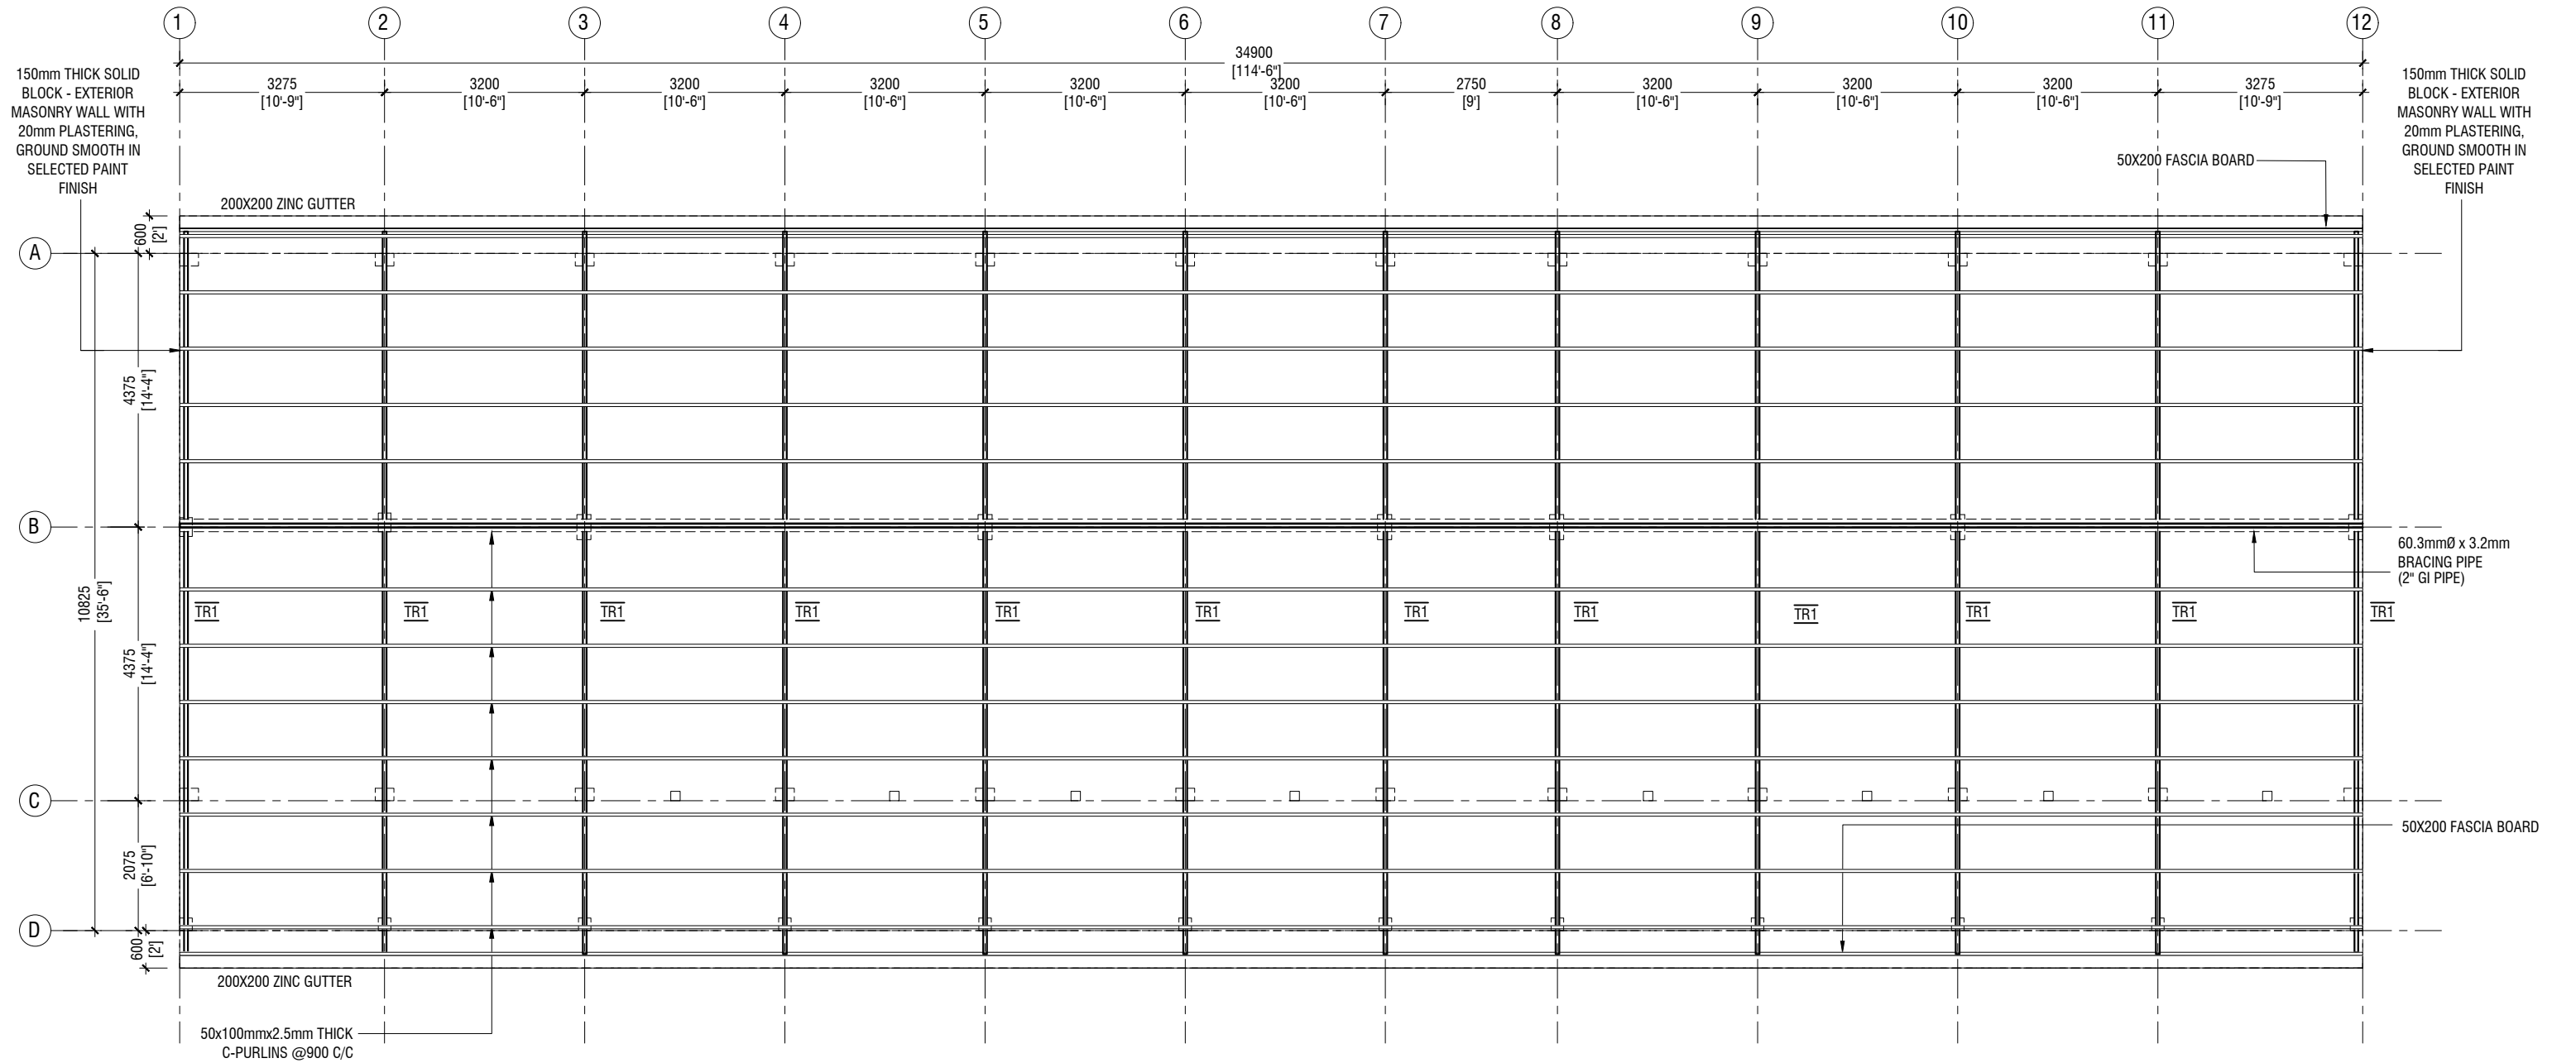 1
2
3
4
5
6
7
8
9
10
11
12
34900
[114'-6"]
3275
[10'-9"]
3200
[10'-6"]
3200
[10'-6"]
3200
[10'-6"]
3200
[10'-6"]
3200
[10'-6"]
2750
[9']
3200
[10'-6"]
3200
[10'-6"]
3200
[10'-6"]
3275
[10'-9"]
150mm THICK SOLID
BLOCK - EXTERIOR
MASONRY WALL WITH
20mm PLASTERING,
GROUND SMOOTH IN
SELECTED PAINT
FINISH
150mm THICK SOLID
BLOCK - EXTERIOR
MASONRY WALL WITH
20mm PLASTERING,
GROUND SMOOTH IN
SELECTED PAINT
FINISH
50X200 FASCIA BOARD
200X200 ZINC GUTTER
600
[2']
A
4375
[14'-4"]
B
60.3mmØ x 3.2mm
BRACING PIPE
(2" GI PIPE)
10825
[35'-6"]
TR1
TR1
TR1
TR1
TR1
TR1
TR1
TR1
TR1
TR1
TR1
TR1
4375
[14'-4"]
C
50X200 FASCIA BOARD
2075
[6'-10"]
D
600
[2']
200X200 ZINC GUTTER
50x100mmx2.5mm THICK
C-PURLINS @900 C/C